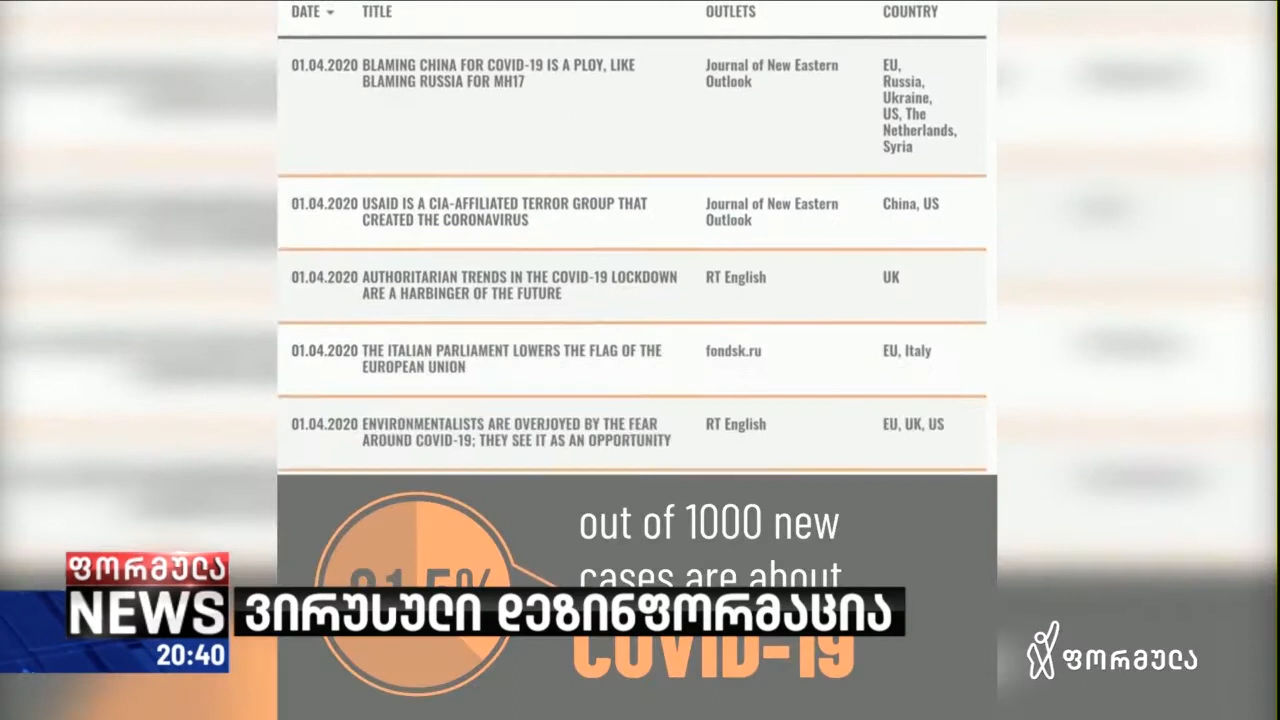 DATE TITLE OUTLETS COUNTRY
01.04.2020 BLAMING CHINA FOR COVID-19 IS A PLOY, LIKE Journal of New Eastern EU,
BLAMING RUSSIA FOR MH17 Outlook Russia,
Ukraine,
US, The
Netherlands,
Syria
01.04.2020 USAID IS A CIA-AFFILIATED TERROR GROUP THAT Journal of New Eastern China, US
CREATED THE CORONAVIRUS Outlook
01.04.2020 AUTHORITARIAN TRENDS IN THE COVID-19 LOCKDOWN RT English UK
ARE A HARBINGER OF THE FUTURE
01.04.2020 THE ITALIAN PARLIAMENT LOWERS THE FLAG OF THE fondsk.ru EU, Italy
EUROPEAN UNION
01.04.2020 ENVIRONMENTALISTS ARE OVERJOYED BY THE FEAR RT English EU, UK, US
AROUND COVID-19; THEY SEE IT AS AN OPPORTUNITY
out of 1000 new
cases are about
COVID-19
ფორმულა
NEWS ვირუსული დეზინფორმაცია
20:40
ფორმულა